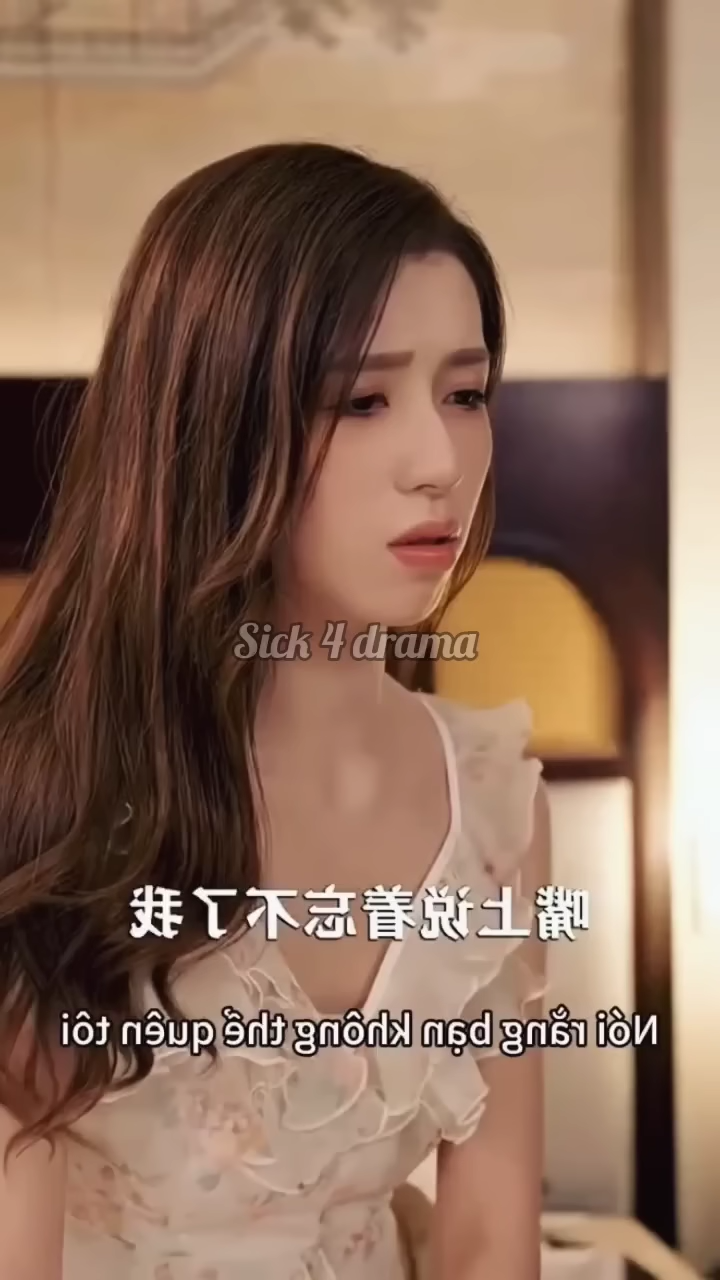 Sick 4 drama
嘴上说着忘不了我
Nói rằng bạn không thể quên tôi